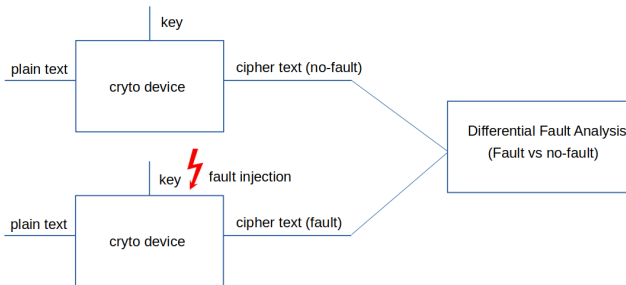 key
plain text
cryto device
cipher text (no-fault)
Differential Fault Analysis
(Fault vs no-fault)
key
fault injection
plain text
cryto device
cipher text (fault)